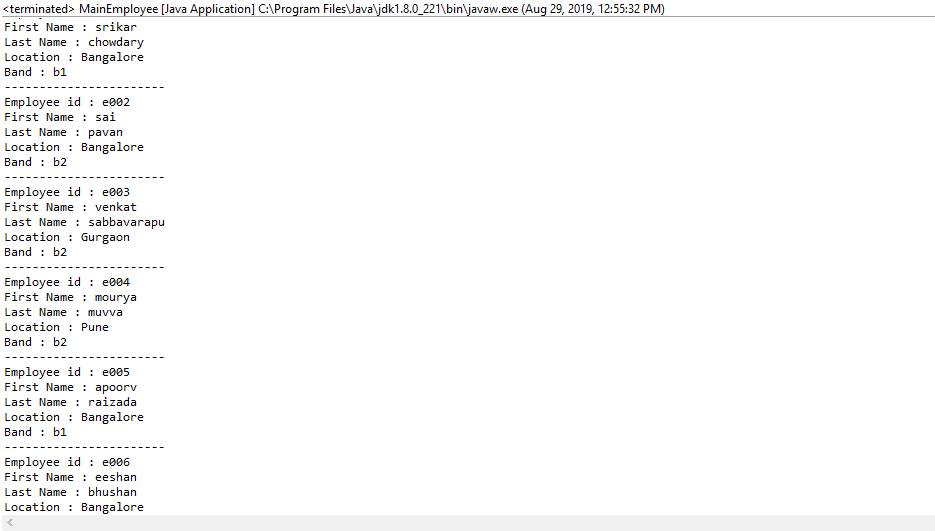 <terminated> MainEmployee [Java Application] C:\Program Files\Java\jdk1.8.0_221\bin\javaw.exe (Aug 29, 2019, 12:55:32 PM)
First Name : srikar
Last Name : chowdary
Location : Bangalore
Band : b1
-----------------------
Employee id : e002
First Name : sai
Last Name : pavan
Location : Bangalore
Band : b2
-----------------------
Employee id : e003
First Name : venkat
Last Name : sabbavarapu
Location : Gurgaon
Band : b2
-----------------------
Employee id : e004
First Name : mourya
Last Name : muvva
Location : Pune
Band : b2
-----------------------
Employee id : e005
First Name : apoorv
Last Name : raizada
Location : Bangalore
Band : b1
-----------------------
Employee id : e006
First Name : eeshan
Last Name : bhushan
Location : Bangalore